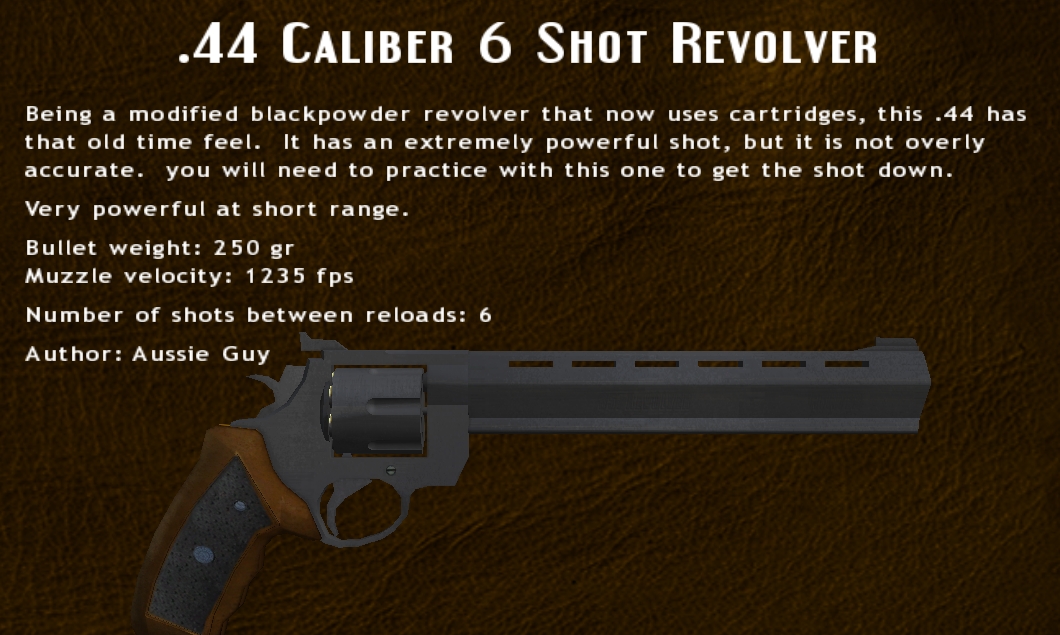 .44 Caliber 6 Shot Revolver
Being a modified blackpowder revolver that now uses cartridges, this .44 has
that old time feel.  It has an extremely powerful shot, but it is not overly
accurate.  you will need to practice with this one to get the shot down.
Very powerful at short range.
Bullet weight: 250 gr
Muzzle velocity: 1235 fps
Number of shots between reloads: 6
Author: Aussie Guy